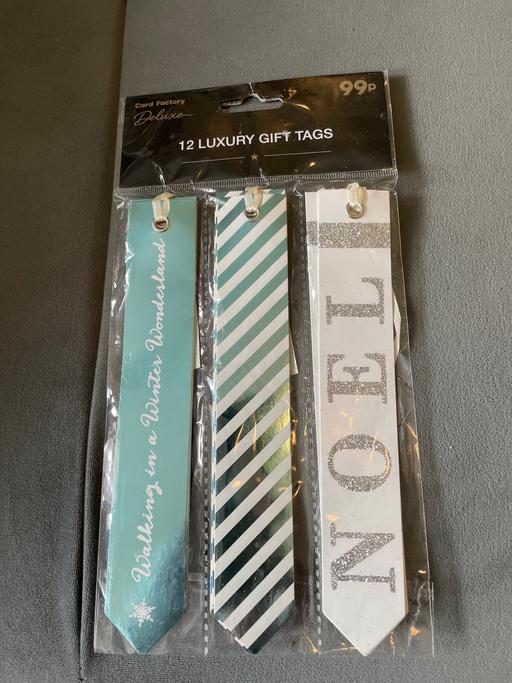 Card Factory
Deluxe
99p
12 LUXURY GIFT TAGS
Walking in a Winter Wonderland
NOEL